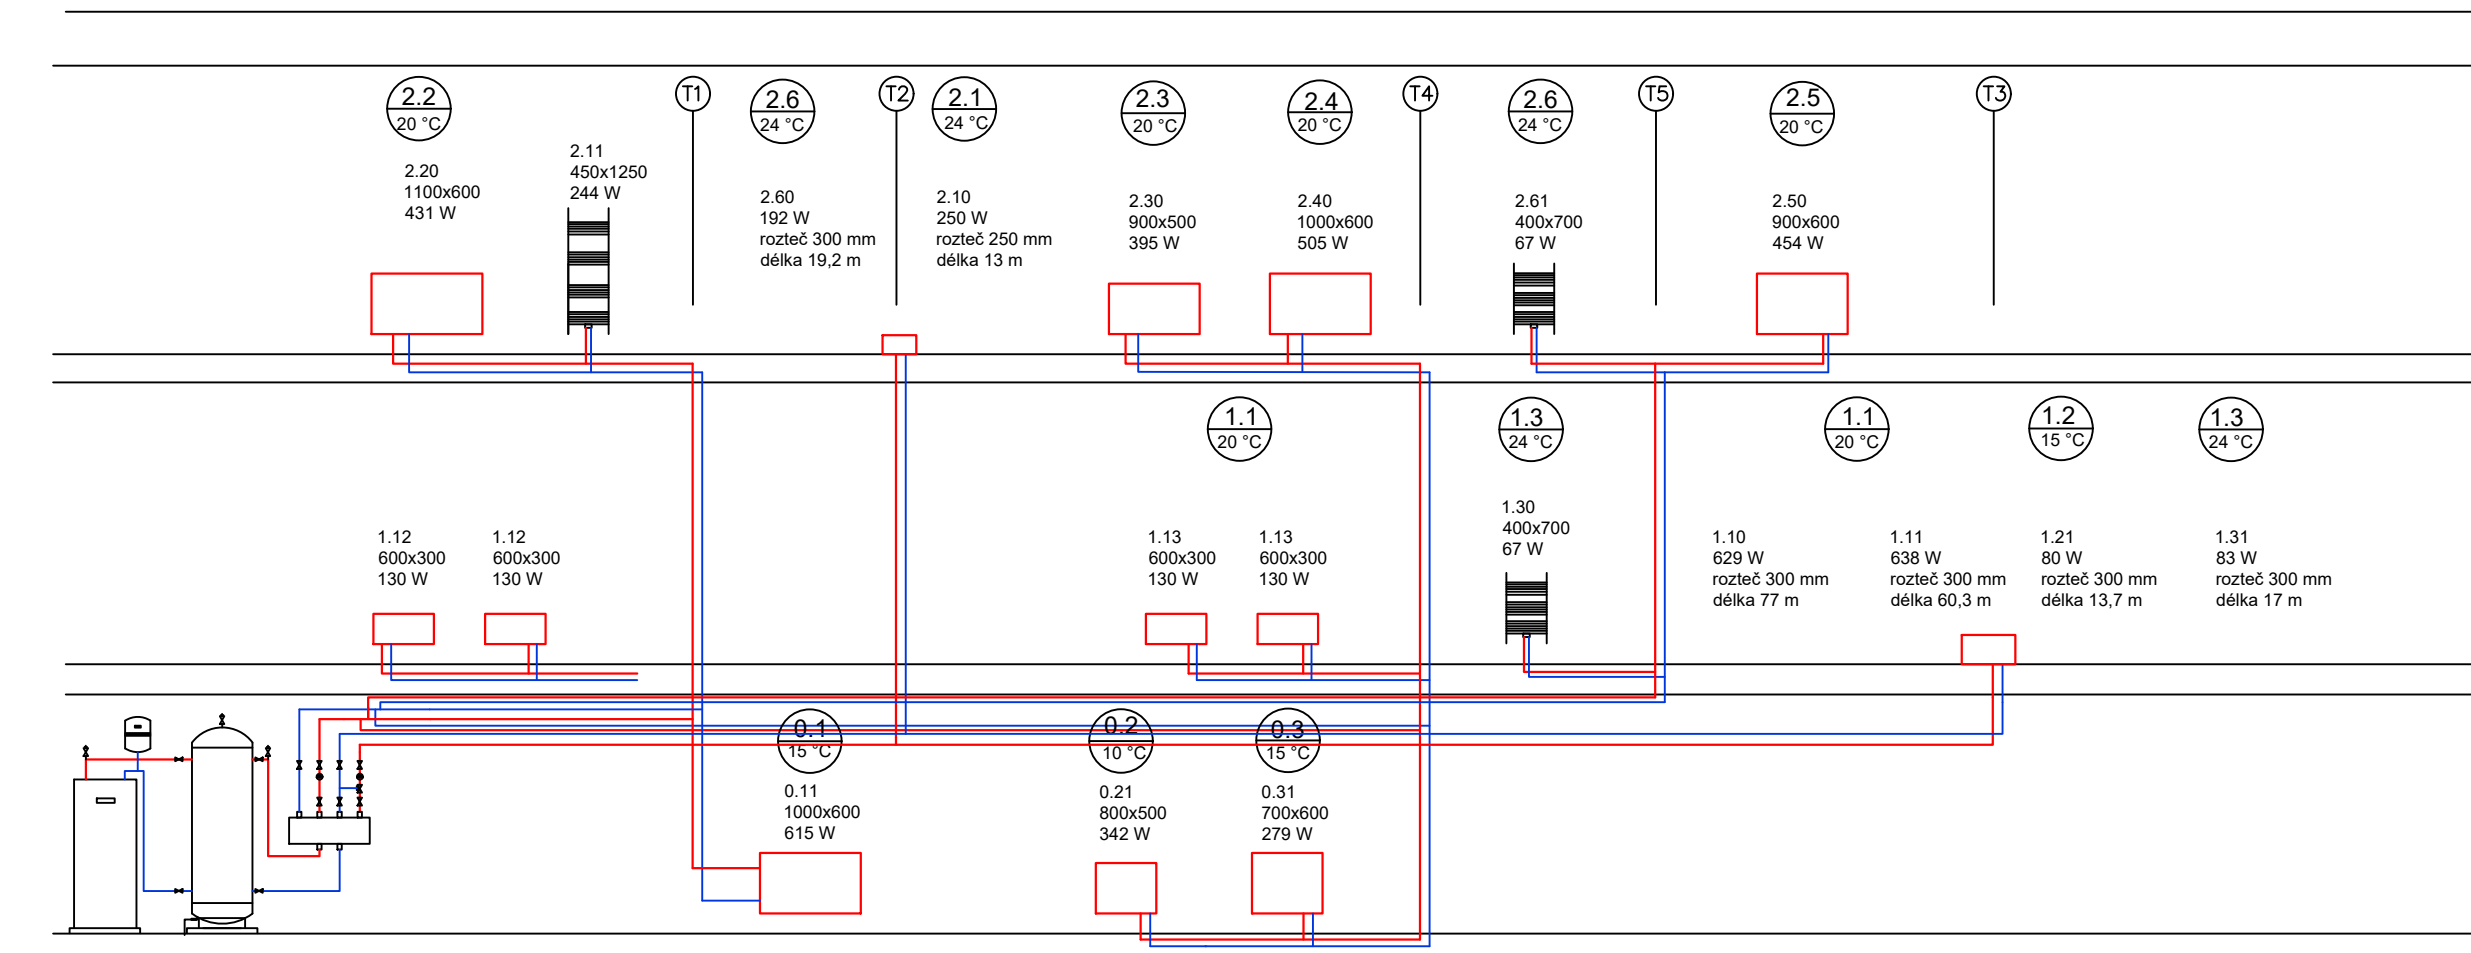 2.2
20 °C
T1
2.6
24 °C
T2
2.1
24 °C
2.3
20 °C
2.4
20 °C
T4
2.6
24 °C
T5
2.5
20 °C
T3
2.20
1100x600
431 W
2.11
450x1250
244 W
2.60
192 W
rozteč 300 mm
délka 19,2 m
2.10
250 W
rozteč 250 mm
délka 13 m
2.30
900x500
395 W
2.40
1000x600
505 W
2.61
400x700
67 W
2.50
900x600
454 W
1.1
20 °C
1.3
24 °C
1.1
20 °C
1.2
15 °C
1.3
24 °C
1.12
600x300
130 W
1.12
600x300
130 W
1.13
600x300
130 W
1.13
600x300
130 W
1.30
400x700
67 W
1.10
629 W
rozteč 300 mm
délka 77 m
1.11
638 W
rozteč 300 mm
délka 60,3 m
1.21
80 W
rozteč 300 mm
délka 13,7 m
1.31
83 W
rozteč 300 mm
délka 17 m
0.1
15 °C
0.2
10 °C
0.3
15 °C
0.11
1000x600
615 W
0.21
800x500
342 W
0.31
700x600
279 W